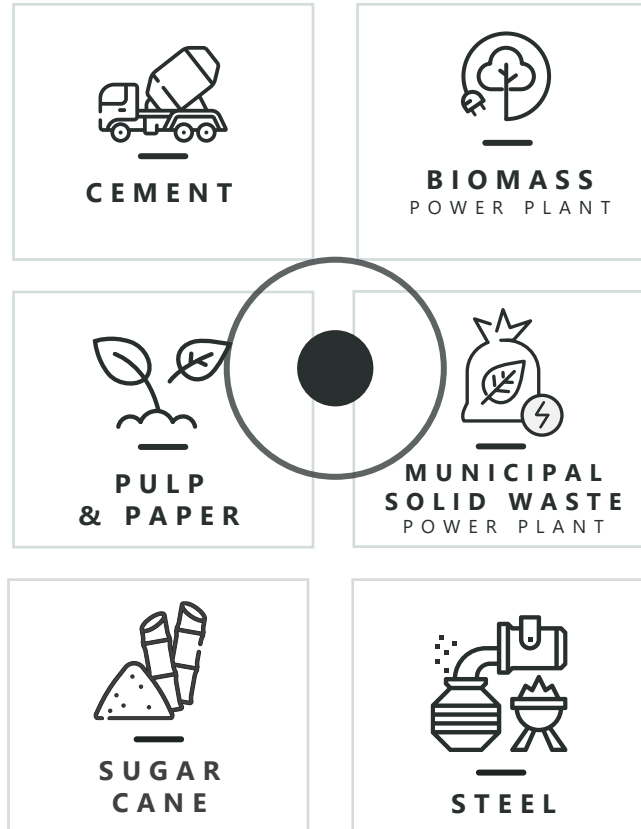 CEMENT
BIOMASS
POWER PLANT
PULP
& PAPER
MUNICIPAL
SOLID WASTE
POWER PLANT
SUGAR
CANE
STEEL